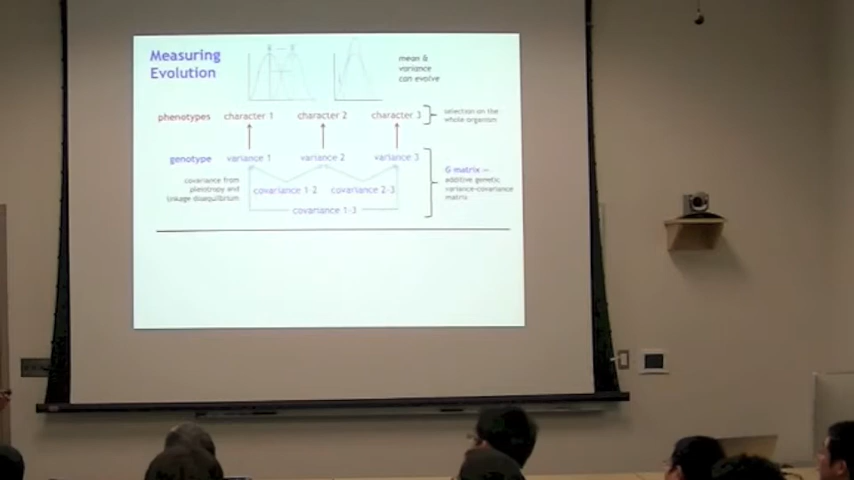 Measuring
Evolution
mean &
variance
can evolve
phenotypes character 1 character 2 character 3
selection on the
whole organism
genotype variance 1 variance 2 variance 3
G matrix —
additive genetic
variance-covariance
matrix
covariance from
pleiotropy and
linkage disequilibrium
covariance 1-2 covariance 2-3
covariance 1-3